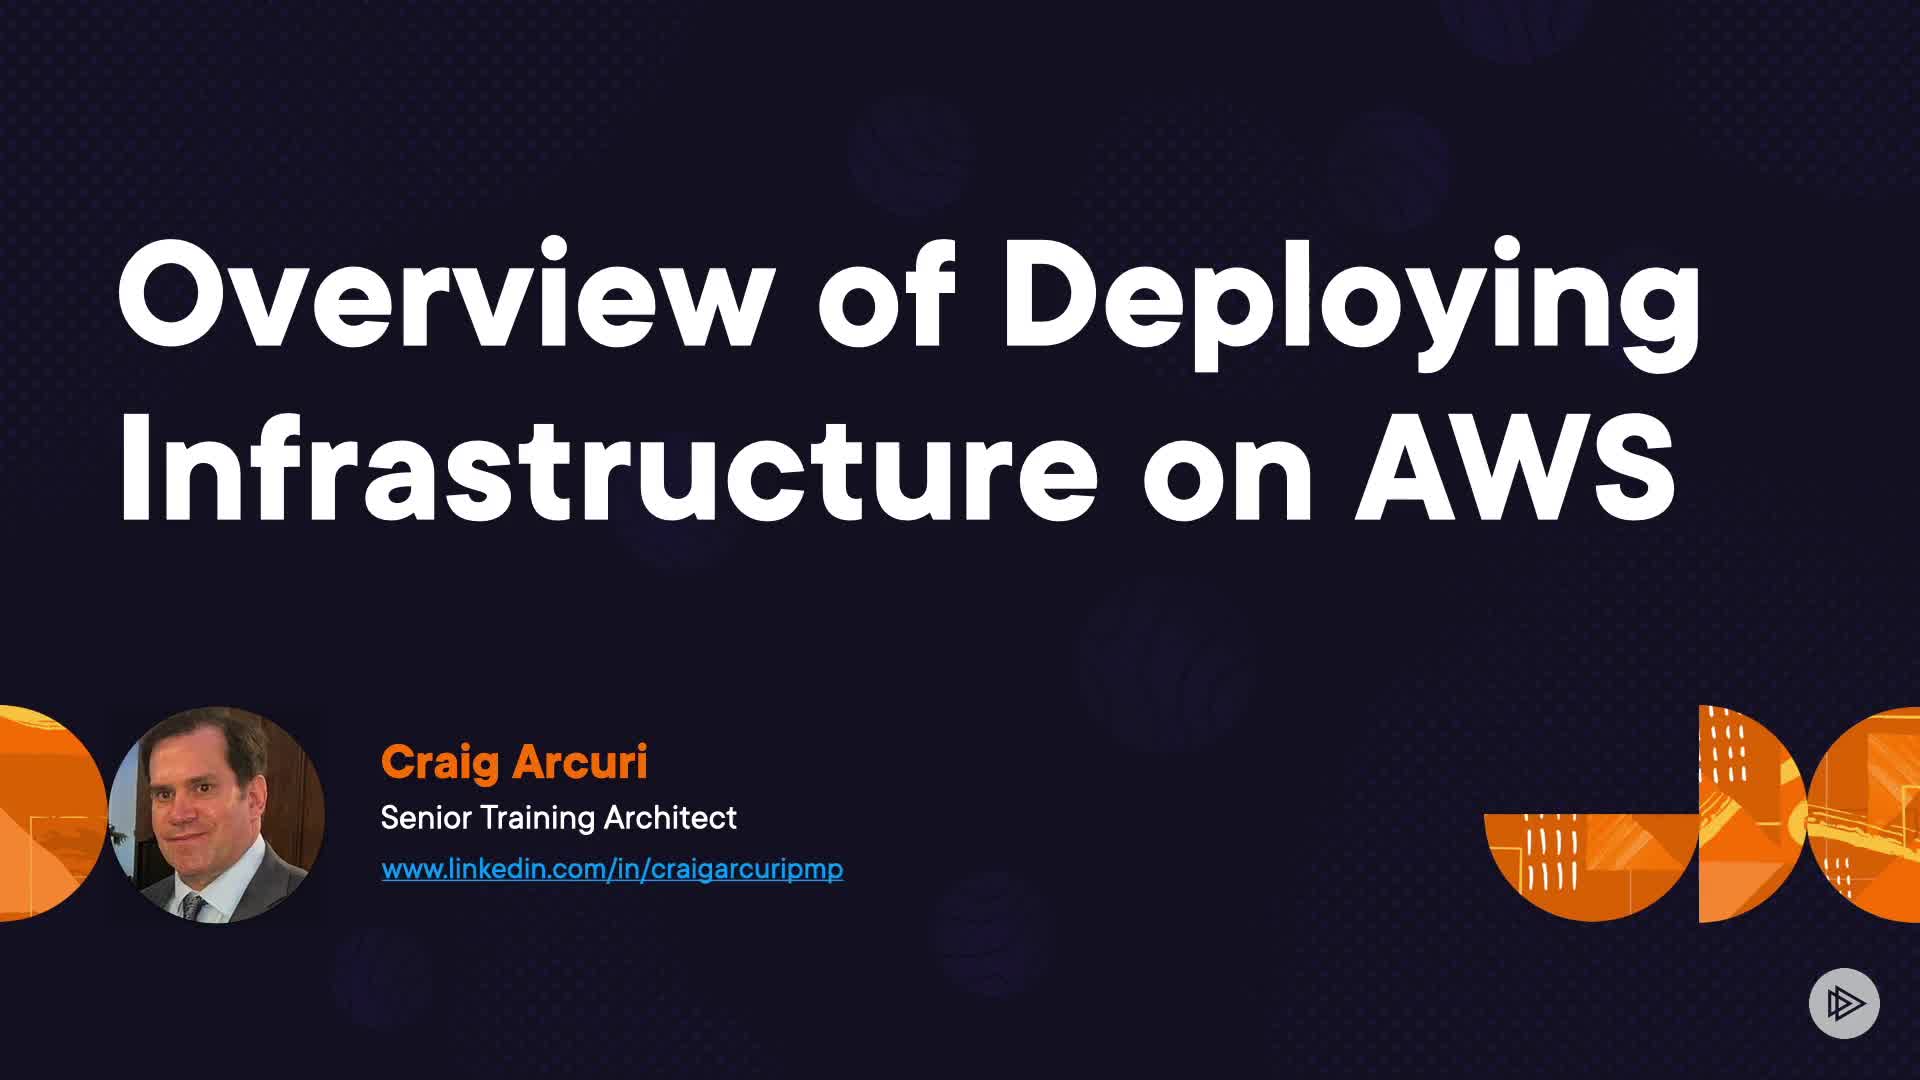 Overview of Deploying
Infrastructure on AWS
Craig Arcuri
Senior Training Architect
www.linkedin.com/in/craigarcuripmp